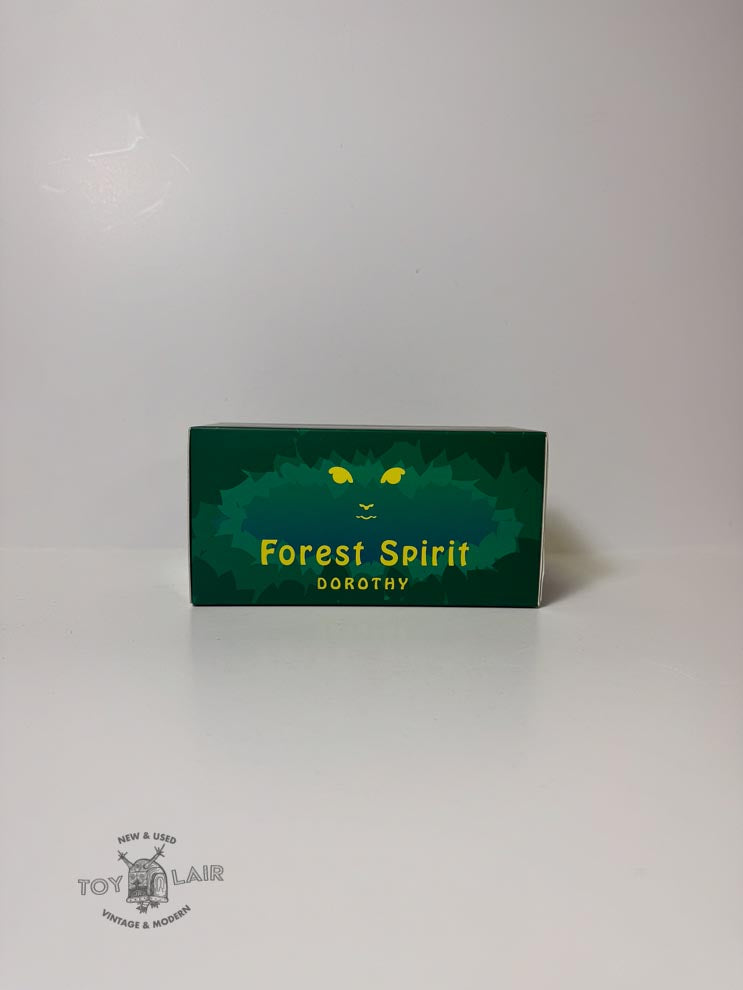 Forest Spirit
DOROTHY
NEW & USED
TOY LAIR
VINTAGE & MODERN